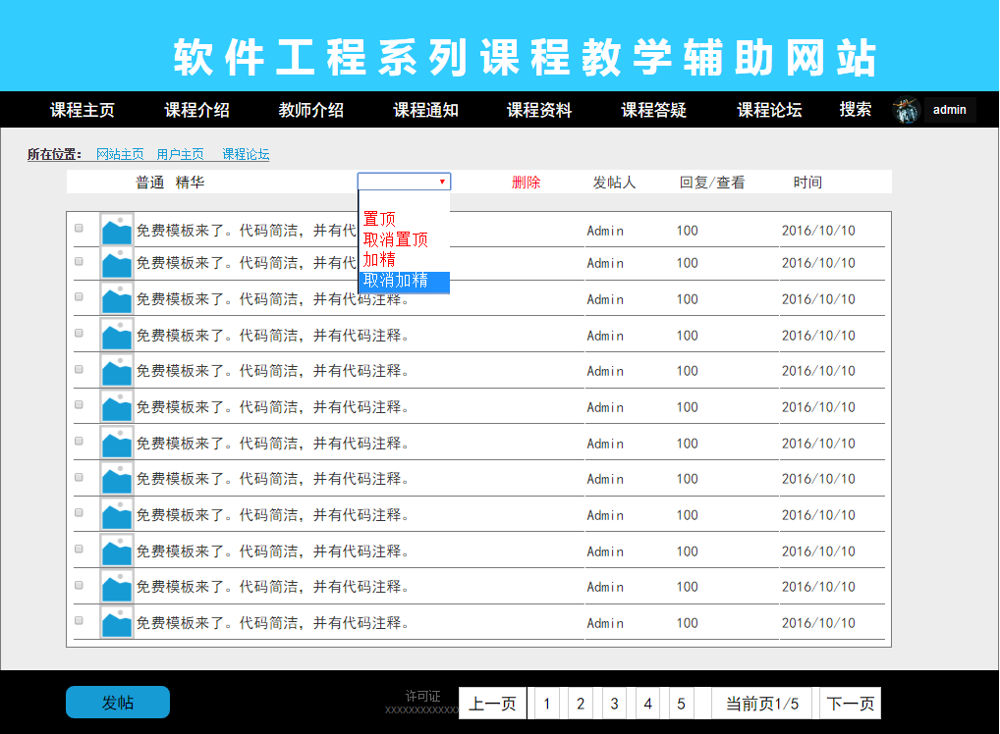 软件工程系列课程教学辅助网站
课程主页 课程介绍 教师介绍 课程通知 课程资料 课程答疑 课程论坛 搜索 admin
所在位置: 网站主页 用户主页 课程论坛
普通 精华 删除 发帖人 回复/查看 时间
置顶
取消置顶
加精
取消加精
免费模板来了。代码简洁，并有代 Admin 100 2016/10/10
免费模板来了。代码简洁，并有代 Admin 100 2016/10/10
免费模板来了。代码简洁，并有代码注释。 Admin 100 2016/10/10
免费模板来了。代码简洁，并有代码注释。 Admin 100 2016/10/10
免费模板来了。代码简洁，并有代码注释。 Admin 100 2016/10/10
免费模板来了。代码简洁，并有代码注释。 Admin 100 2016/10/10
免费模板来了。代码简洁，并有代码注释。 Admin 100 2016/10/10
免费模板来了。代码简洁，并有代码注释。 Admin 100 2016/10/10
免费模板来了。代码简洁，并有代码注释。 Admin 100 2016/10/10
免费模板来了。代码简洁，并有代码注释。 Admin 100 2016/10/10
免费模板来了。代码简洁，并有代码注释。 Admin 100 2016/10/10
免费模板来了。代码简洁，并有代码注释。 Admin 100 2016/10/10
发帖 许可证 上一页 1 2 3 4 5 当前页1/5 下一页
xxxxxxxxxxxxx